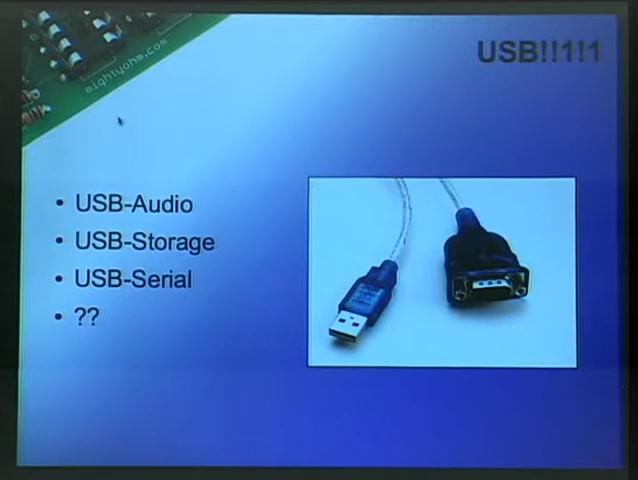 mightyohm.com
USB!!1!1
• USB-Audio
• USB-Storage
• USB-Serial
• ??